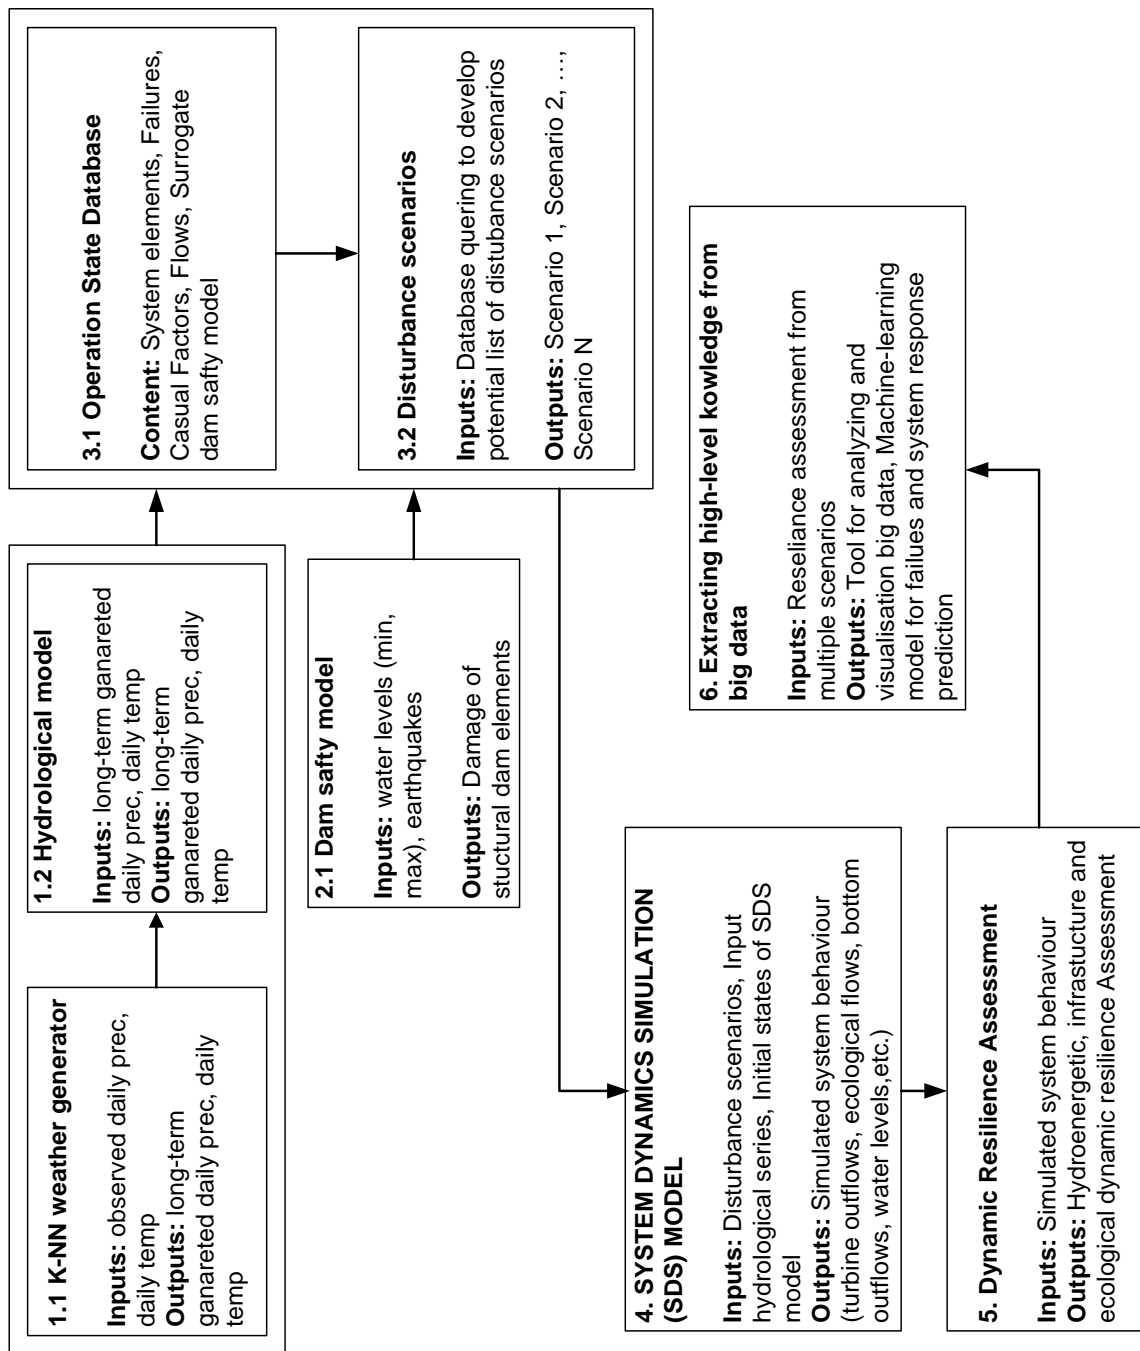 1.1 K-NN weather generator
Inputs: observed daily prec,
daily temp
Outputs: long-term
ganareted daily prec, daily
temp
1.2 Hydrological model
Inputs: long-term ganareted
daily prec, daily temp
Outputs: long-term
ganareted daily prec, daily
temp
2.1 Dam safty model
Inputs: water levels (min,
max), earthquakes
Outputs: Damage of
stuctural dam elements
3.1 Operation State Database
Content: System elements, Failures,
Casual Factors, Flows, Surrogate
dam safty model
3.2 Disturbance scenarios
Inputs: Database quering to develop
potential list of distubance scenarios
Outputs: Scenario 1, Scenario 2, ...,
Scenario N
4. SYSTEM DYNAMICS SIMULATION
(SDS) MODEL
Inputs: Disturbance scenarios, Input
hydrological series, Initial states of SDS
model
Outputs: Simulated system behaviour
(turbine outflows, ecological flows, bottom
outflows, water levels,etc.)
5. Dynamic Resilience Assessment
Inputs: Simulated system behaviour
Outputs: Hydroenergetic, infrastucture and
ecological dynamic resilience Assessment
6. Extracting high-level kowledge from
big data
Inputs: Reseliance assessment from
multiple scenarios
Outputs: Tool for analyzing and
visualisation big data, Machine-learning
model for failues and system response
prediction